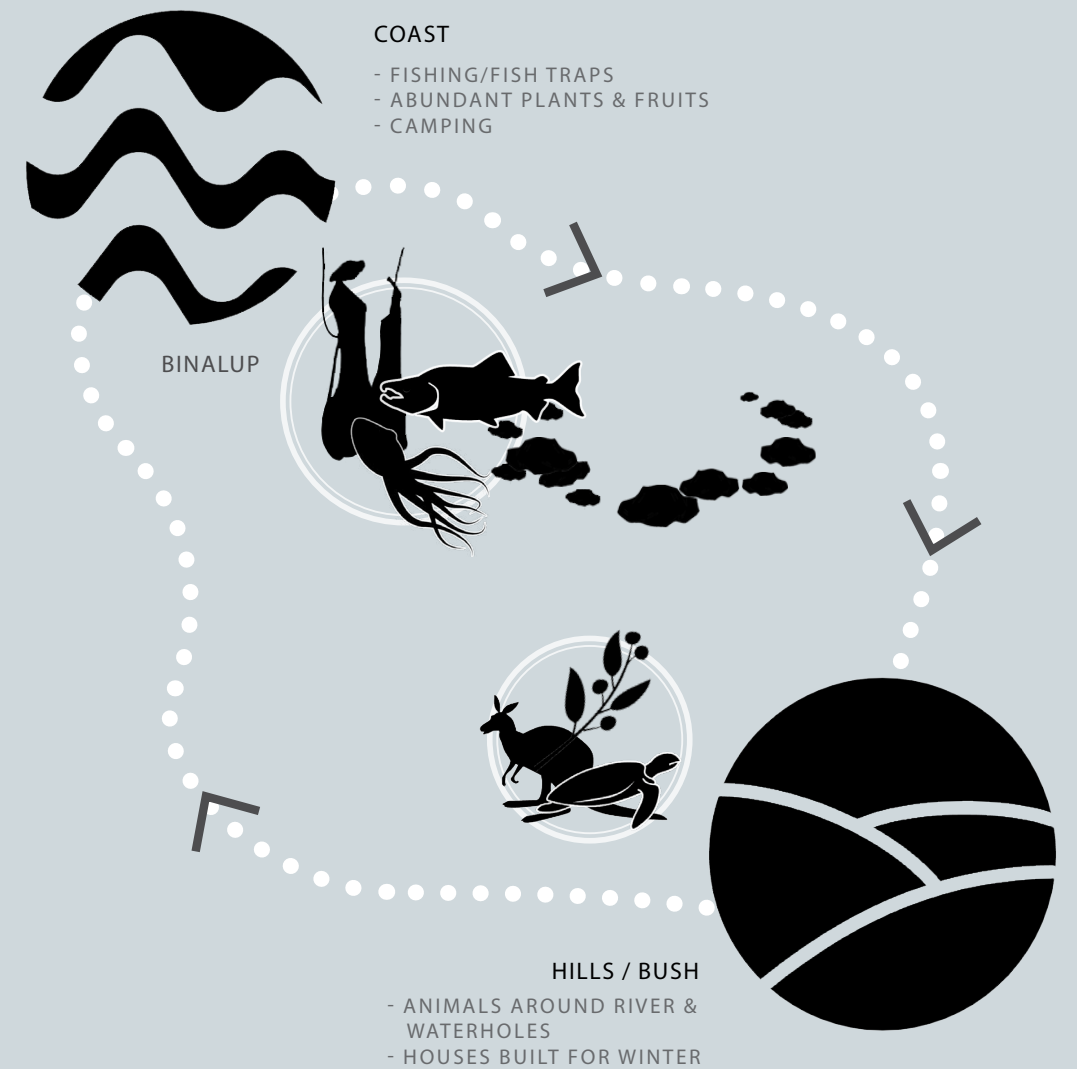 COAST
- FISHING/FISH TRAPS
- ABUNDANT PLANTS & FRUITS
- CAMPING
BINALUP
HILLS / BUSH
- ANIMALS AROUND RIVER &
WATERHOLES
- HOUSES BUILT FOR WINTER